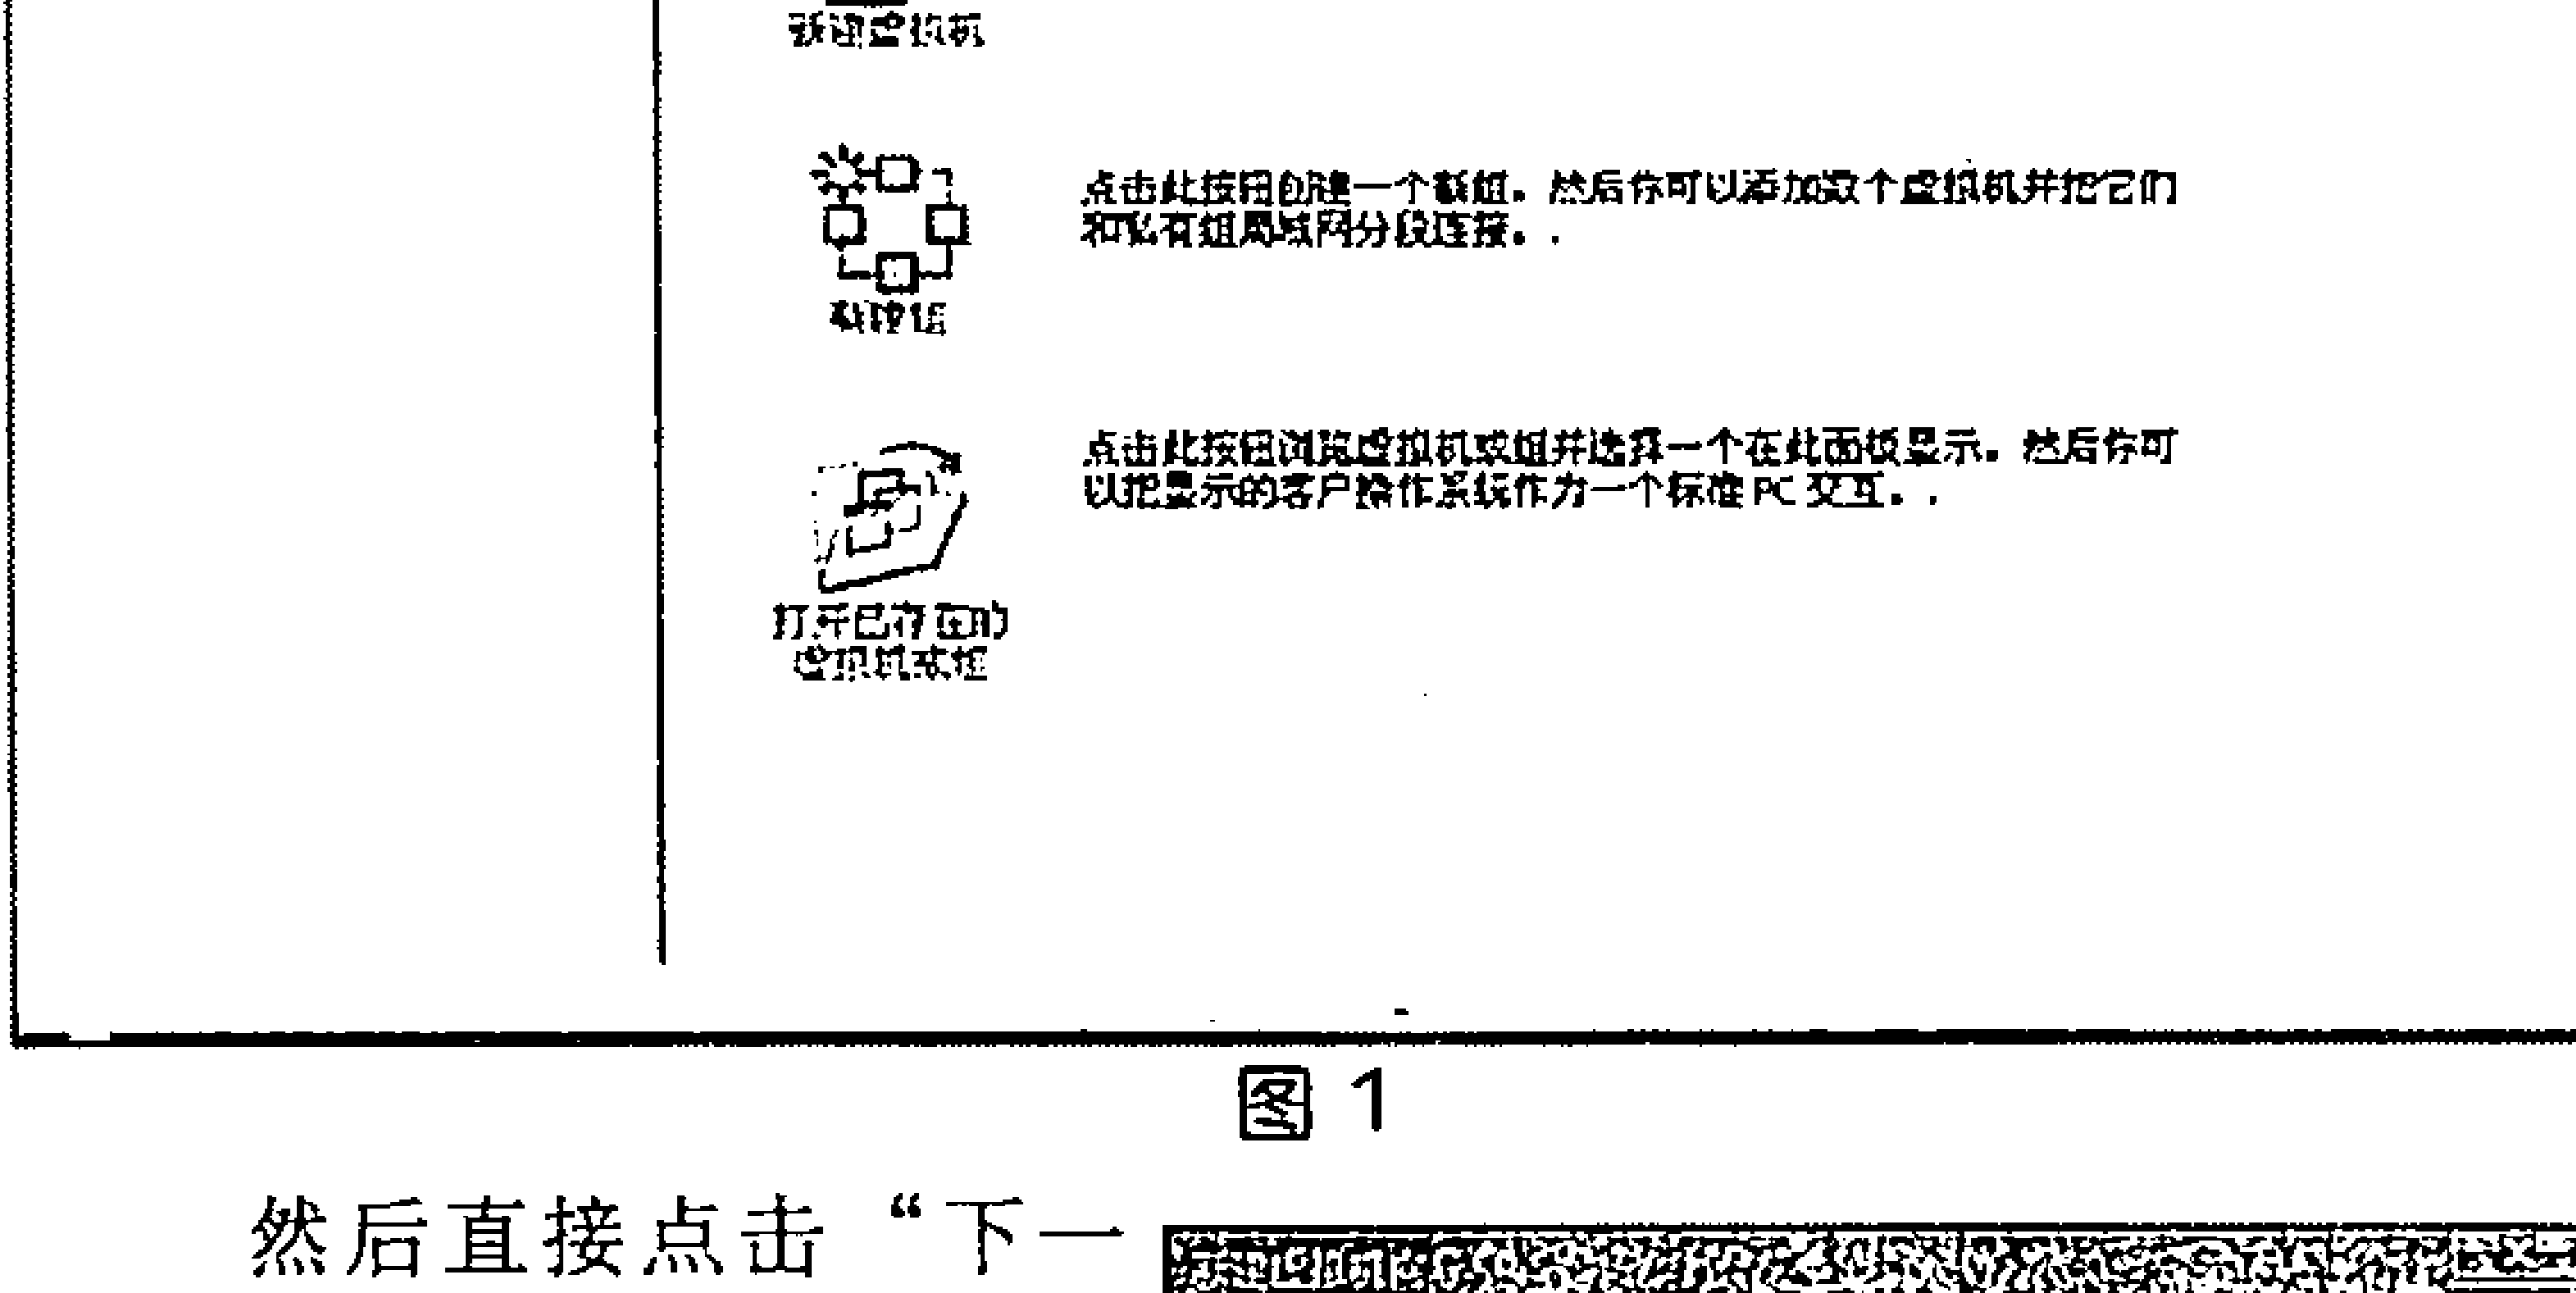 新建虚拟机
点击此按钮创建一个新组。然后你可以添加数个虚拟机并把它们
和私有组局域网分段连接。.
新建组
点击此按钮浏览虚拟机或组并选择一个在此面板显示。然后你可
以把显示的客户操作系统作为一个标准PC 交互。.
打开已存在的
虚拟机或组
图 1
然后直接点击“下一